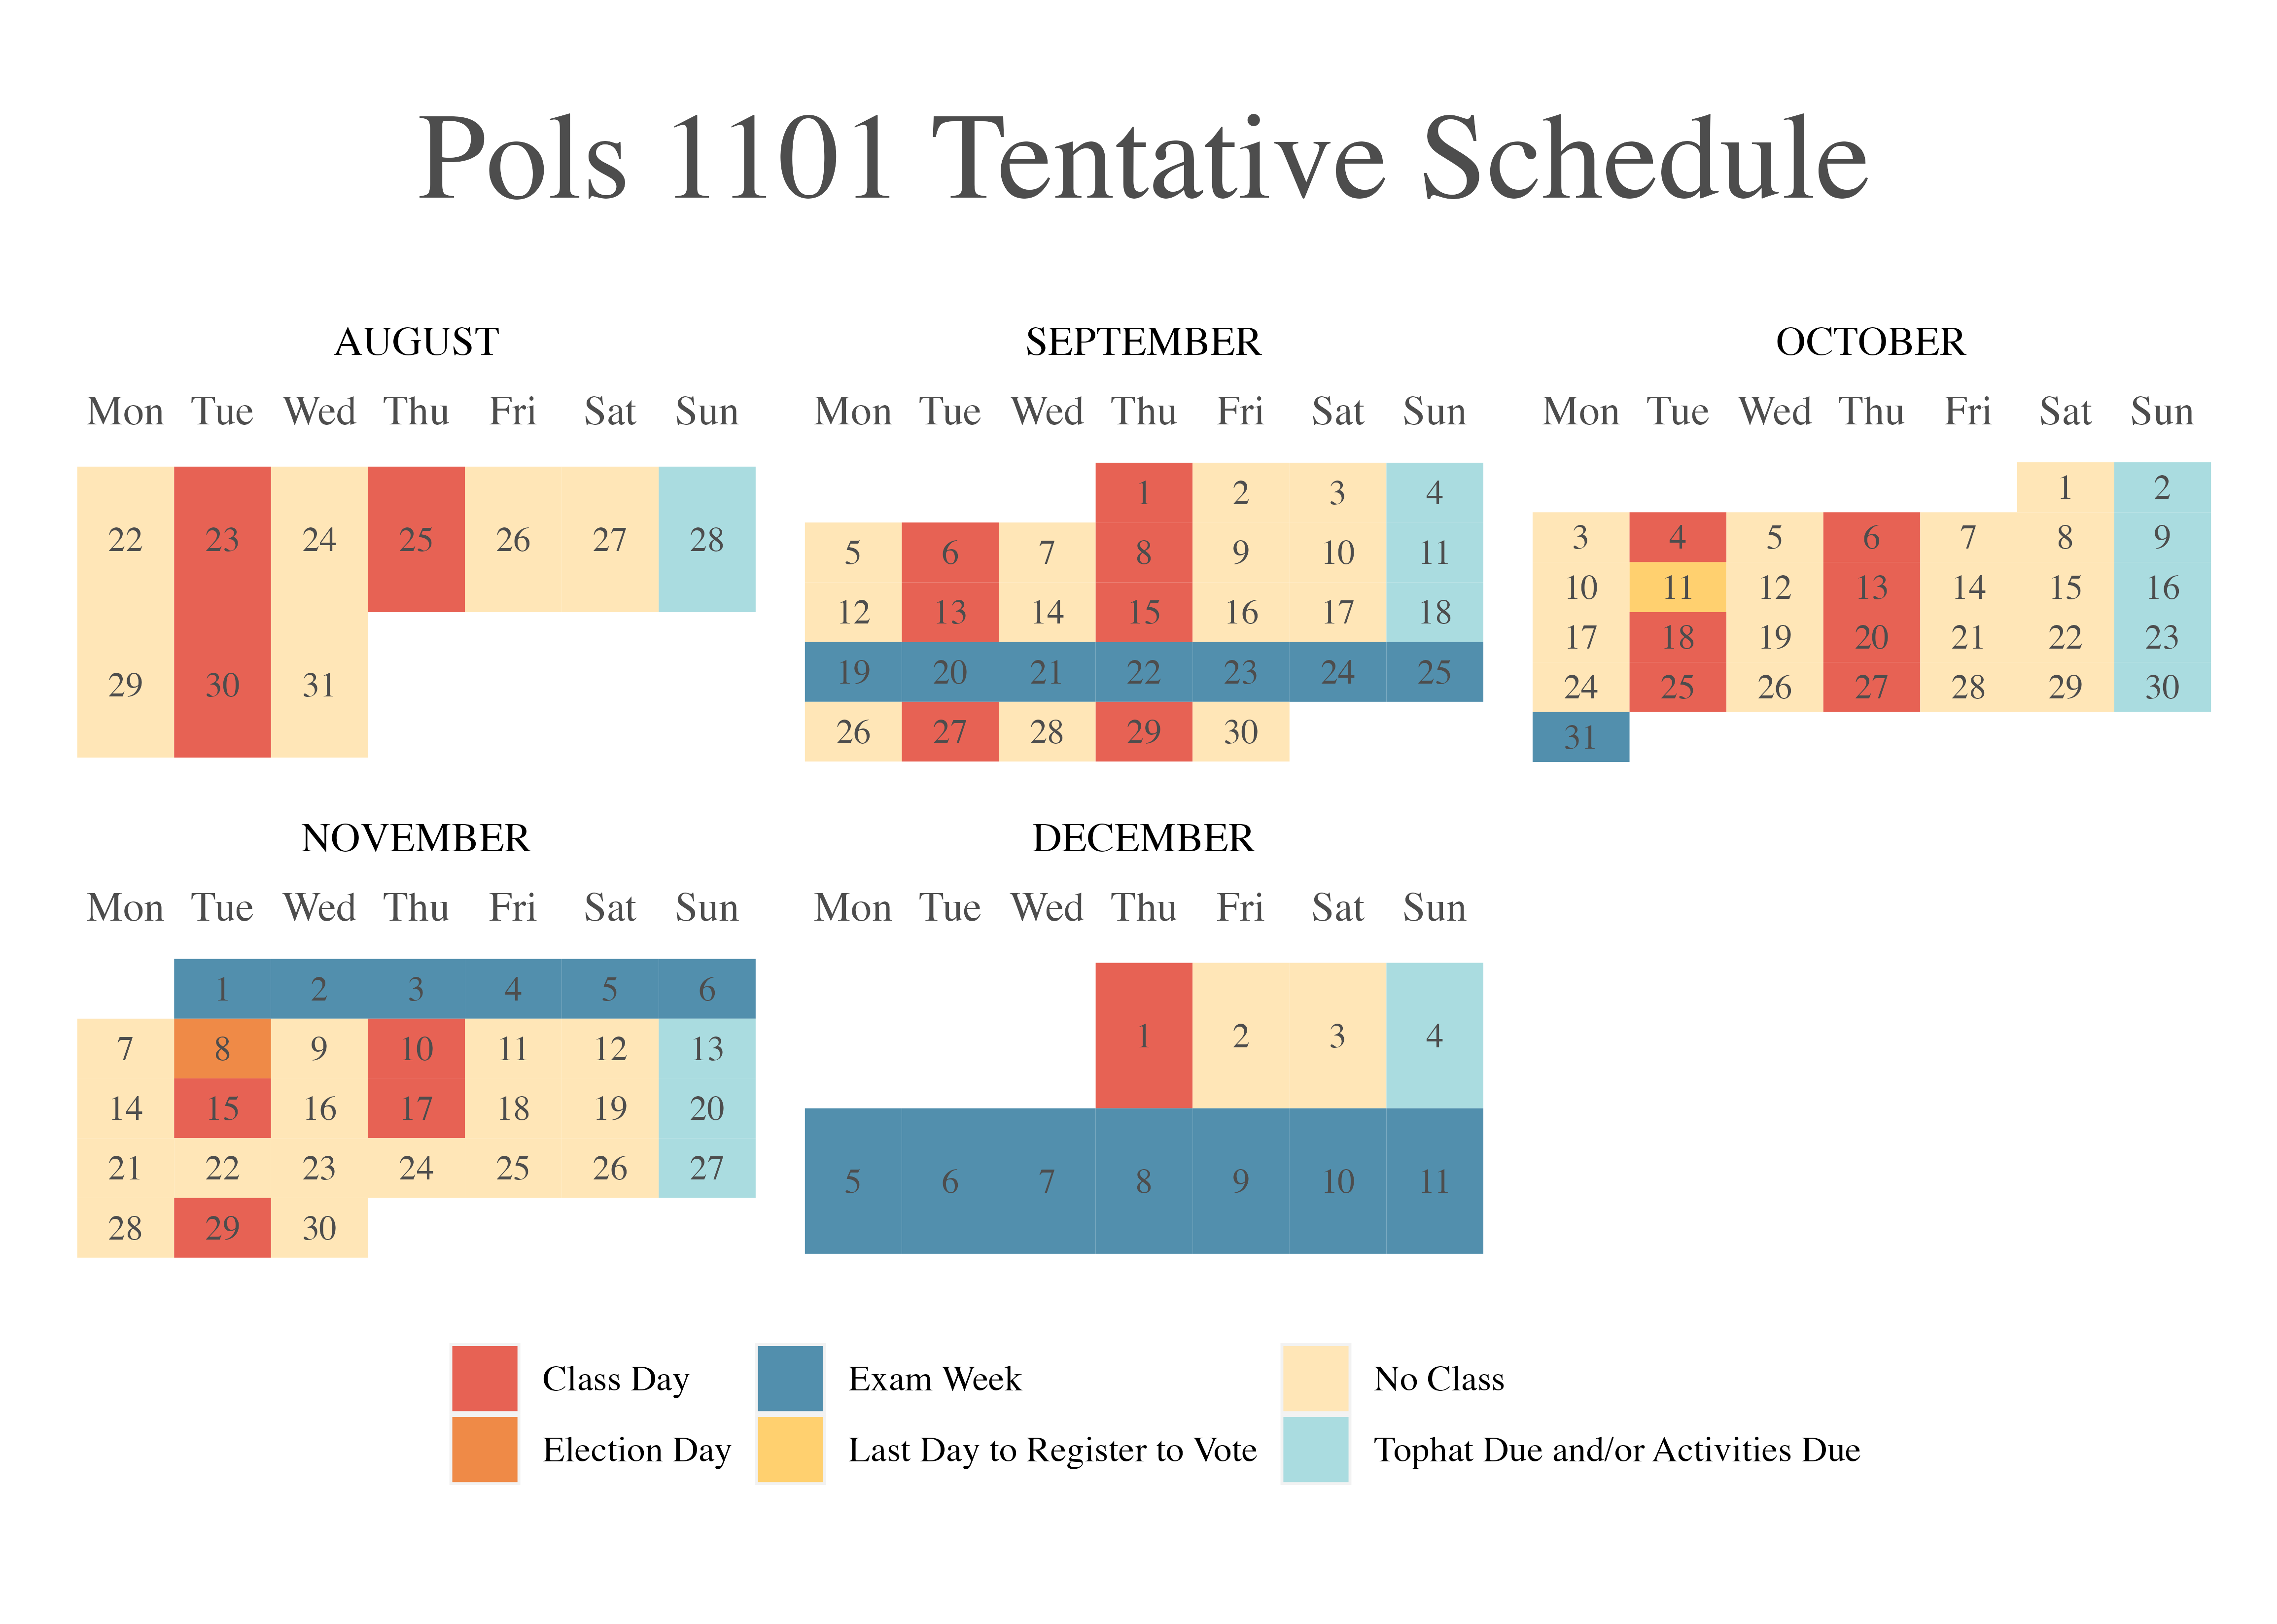 Pols 1101 Tentative Schedule
AUGUST
Mon Tue Wed Thu Fri Sat Sun
22 23 24 25 26 27 28
29 30 31
SEPTEMBER
Mon Tue Wed Thu Fri Sat Sun
1 2 3 4
5 6 7 8 9 10 11
12 13 14 15 16 17 18
19 20 21 22 23 24 25
26 27 28 29 30
OCTOBER
Mon Tue Wed Thu Fri Sat Sun
1 2
3 4 5 6 7 8 9
10 11 12 13 14 15 16
17 18 19 20 21 22 23
24 25 26 27 28 29 30
31
NOVEMBER
Mon Tue Wed Thu Fri Sat Sun
1 2 3 4 5 6
7 8 9 10 11 12 13
14 15 16 17 18 19 20
21 22 23 24 25 26 27
28 29 30
DECEMBER
Mon Tue Wed Thu Fri Sat Sun
1 2 3 4
5 6 7 8 9 10 11
Class Day
Exam Week
No Class
Election Day
Last Day to Register to Vote
Tophat Due and/or Activities Due